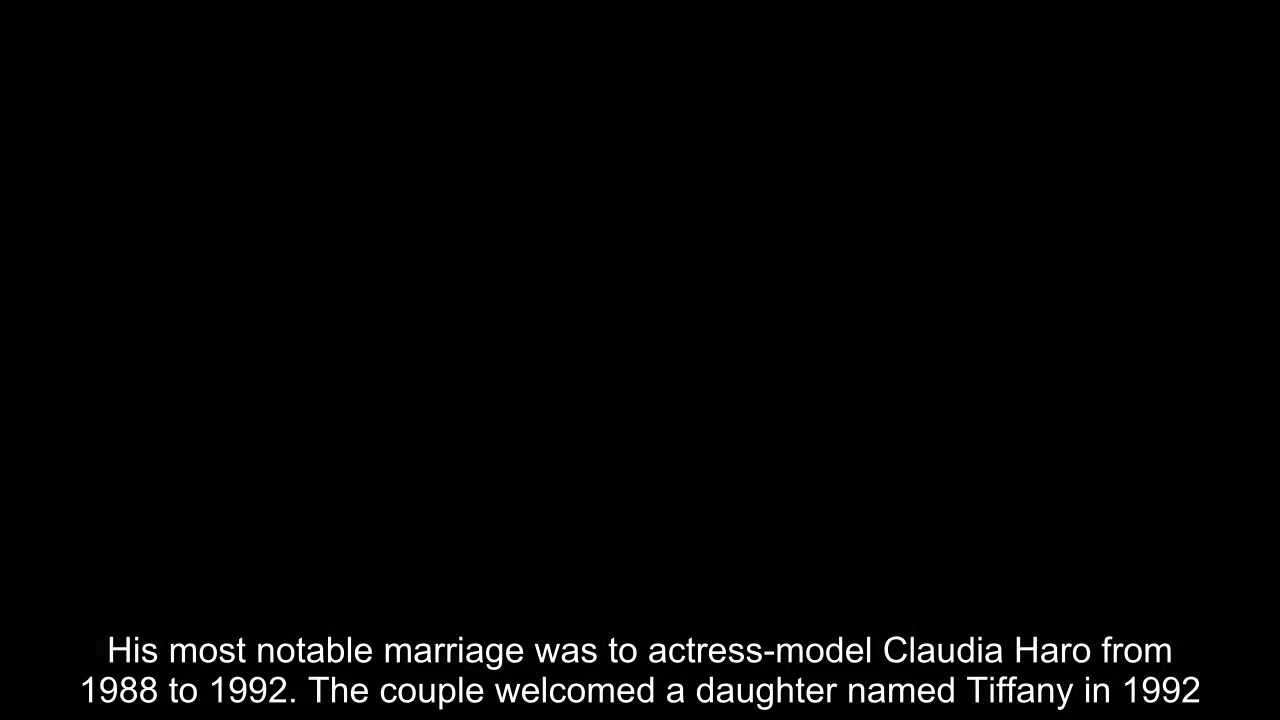 His most notable marriage was to actress-model Claudia Haro from
1988 to 1992. The couple welcomed a daughter named Tiffany in 1992